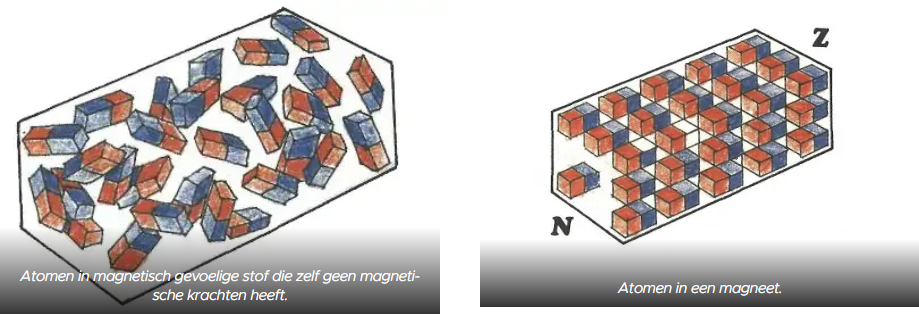 Z
N
Atomen in magnetisch gevoelige stof die zelf geen magneti-
sche krachten heeft.
Atomen in een magneet.